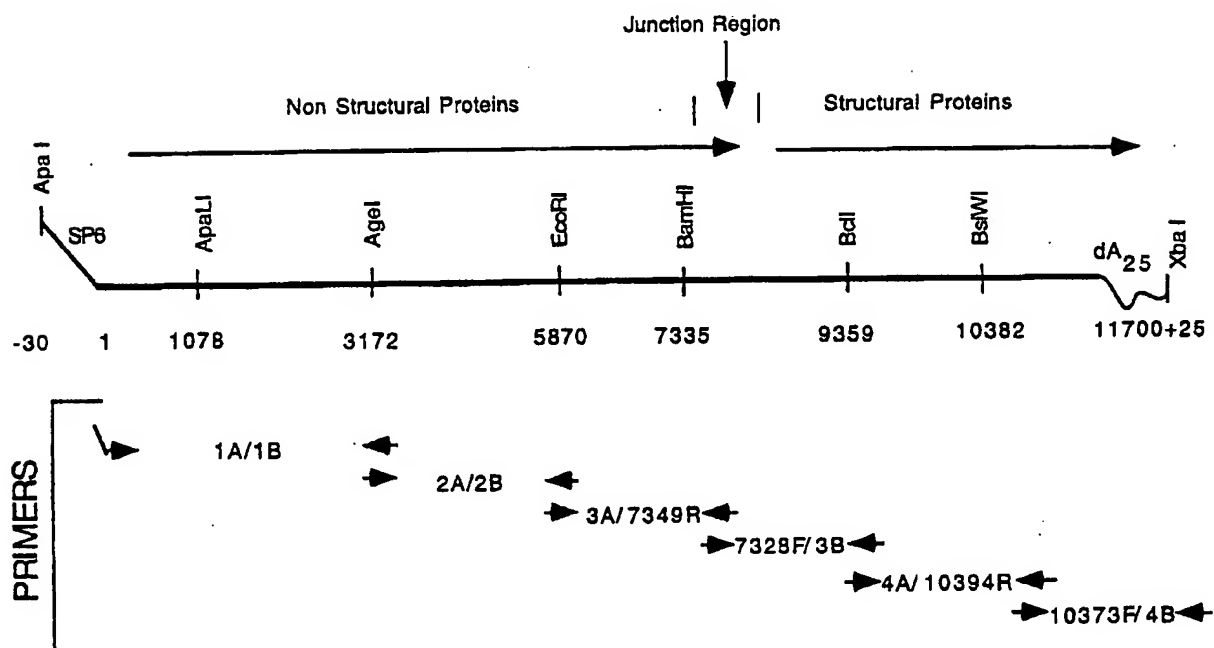 Junction Region
Non Structural Proteins
Structural Proteins
Apa I
SP6
ApaLI
AgeI
EcoRI
BamHI
BclI
BsiWI
dA25
Xba I
-30 1 1078 3172 5870 7335 9359 10382 11700+25
PRIMERS
1A/1B
2A/2B
3A/7349R
7328F/3B
4A/10394R
10373F/4B